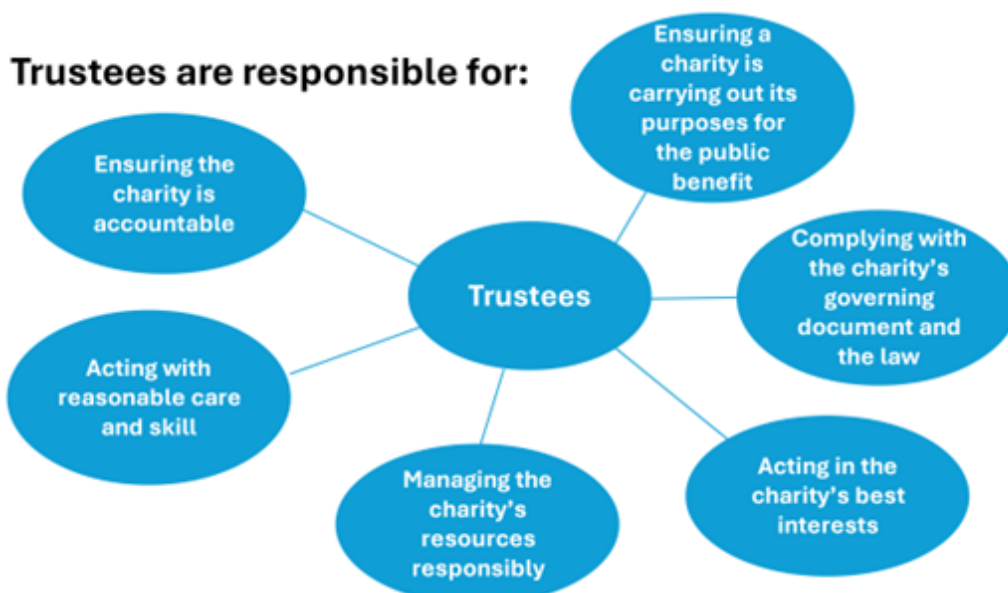 Trustees are responsible for:
Ensuring a
charity is
carrying out its
purposes for
the public
benefit
Ensuring the
charity is
accountable
Complying with
the charity's
governing
document and
the law
Trustees
Acting with
reasonable care
and skill
Acting in the
charity's best
interests
Managing the
charity's
resources
responsibly